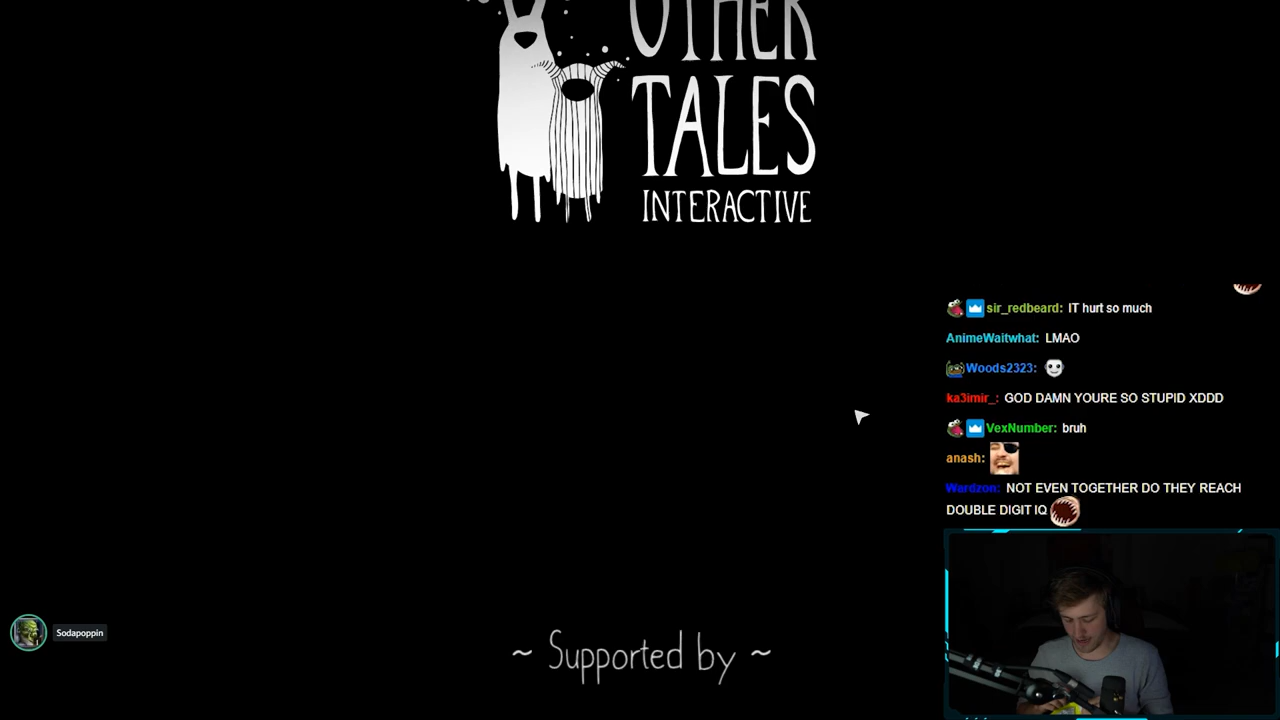 OTHER
TALES
INTERACTIVE
sir_redbeard: IT hurt so much
AnimeWaitwhat: LMAO
Woods2323:
ka3imir_: GOD DAMN YOURE SO STUPID XDDD
VexNumber: bruh
anash:
Wardzon: NOT EVEN TOGETHER DO THEY REACH
DOUBLE DIGIT IQ
Sodapoppin
~ Supported by ~